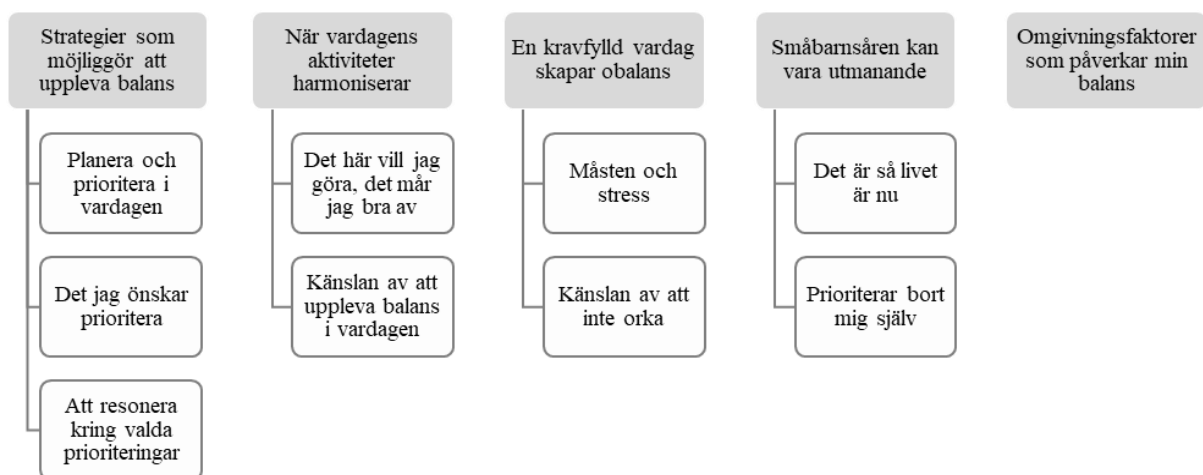 Strategier som
möjliggör att
uppleva balans
Planera och
prioritera i
vardagen
Det jag önskar
prioritera
Att resonera
kring valda
prioriteringar
När vardagens
aktiviteter
harmoniserar
Det här vill jag
göra, det mår
jag bra av
Känslan av att
uppleva balans
i vardagen
En kravfylld vardag
skapar obalans
Måsten och
stress
Känslan av att
inte orka
Småbarnsåren kan
vara utmanande
Det är så livet
är nu
Prioriterar bort
mig själv
Omgivningsfaktorer
som påverkar min
balans